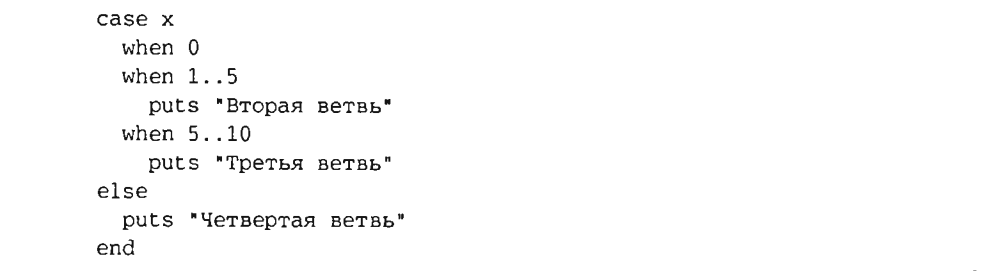 case x
when 0
when 1..5
puts "Вторая ветвь"
when 5..10
puts "Третья ветвь"
else
puts "Четвертая ветвь"
end